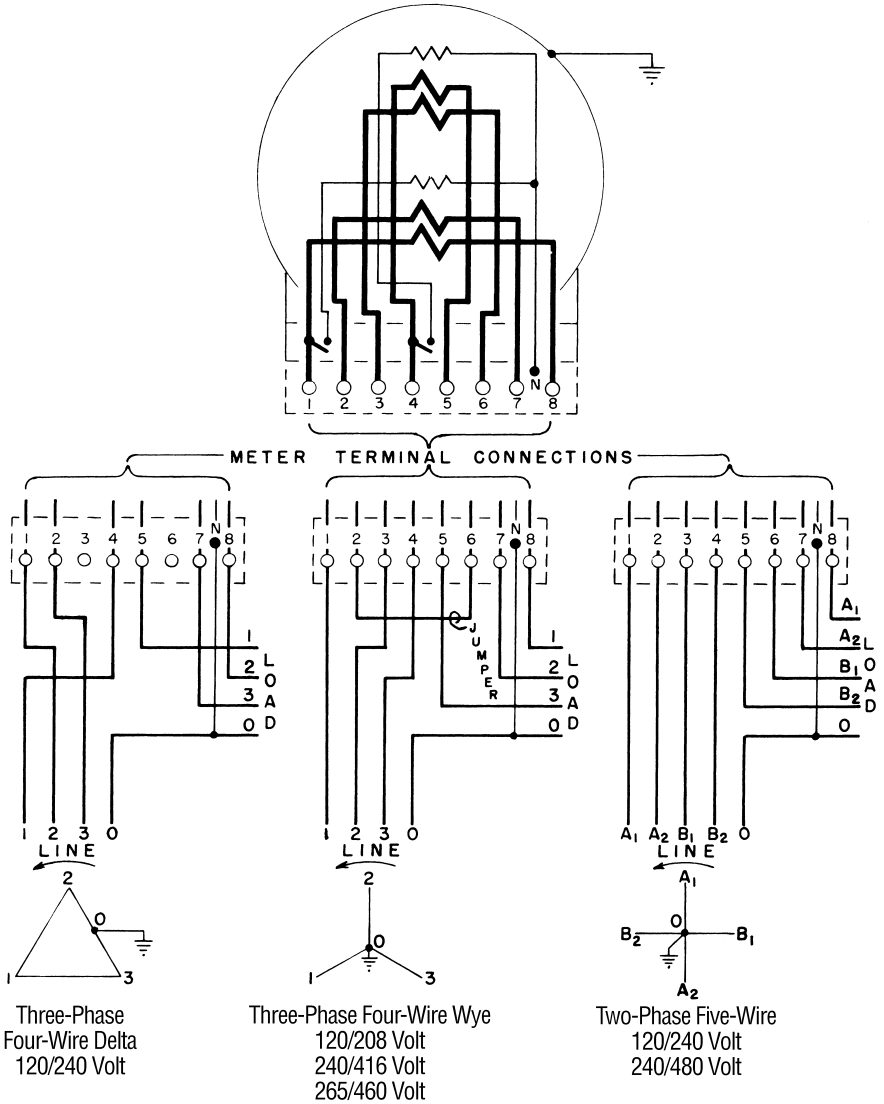 N
1 2 3 4 5 6 7 8
METER TERMINAL CONNECTIONS
1 2 3 4 5 6 7 N 8
1 2 3 4 5 6 7 N 8
1 2 3 4 5 6 7 N 8
JUMPER
1
2
3
0
LOAD
1
2
3
0
LOAD
A1
A2
B1
B2
0
LOAD
1 2 3 0
LINE
1 2 3 0
LINE
A1 A2 B1 B2 0
LINE
2
0
1 3
2
0
1 3
A1
0
B2 B1
A2
Three-Phase
Four-Wire Delta
120/240 Volt
Three-Phase Four-Wire Wye
120/208 Volt
240/416 Volt
265/460 Volt
Two-Phase Five-Wire
120/240 Volt
240/480 Volt